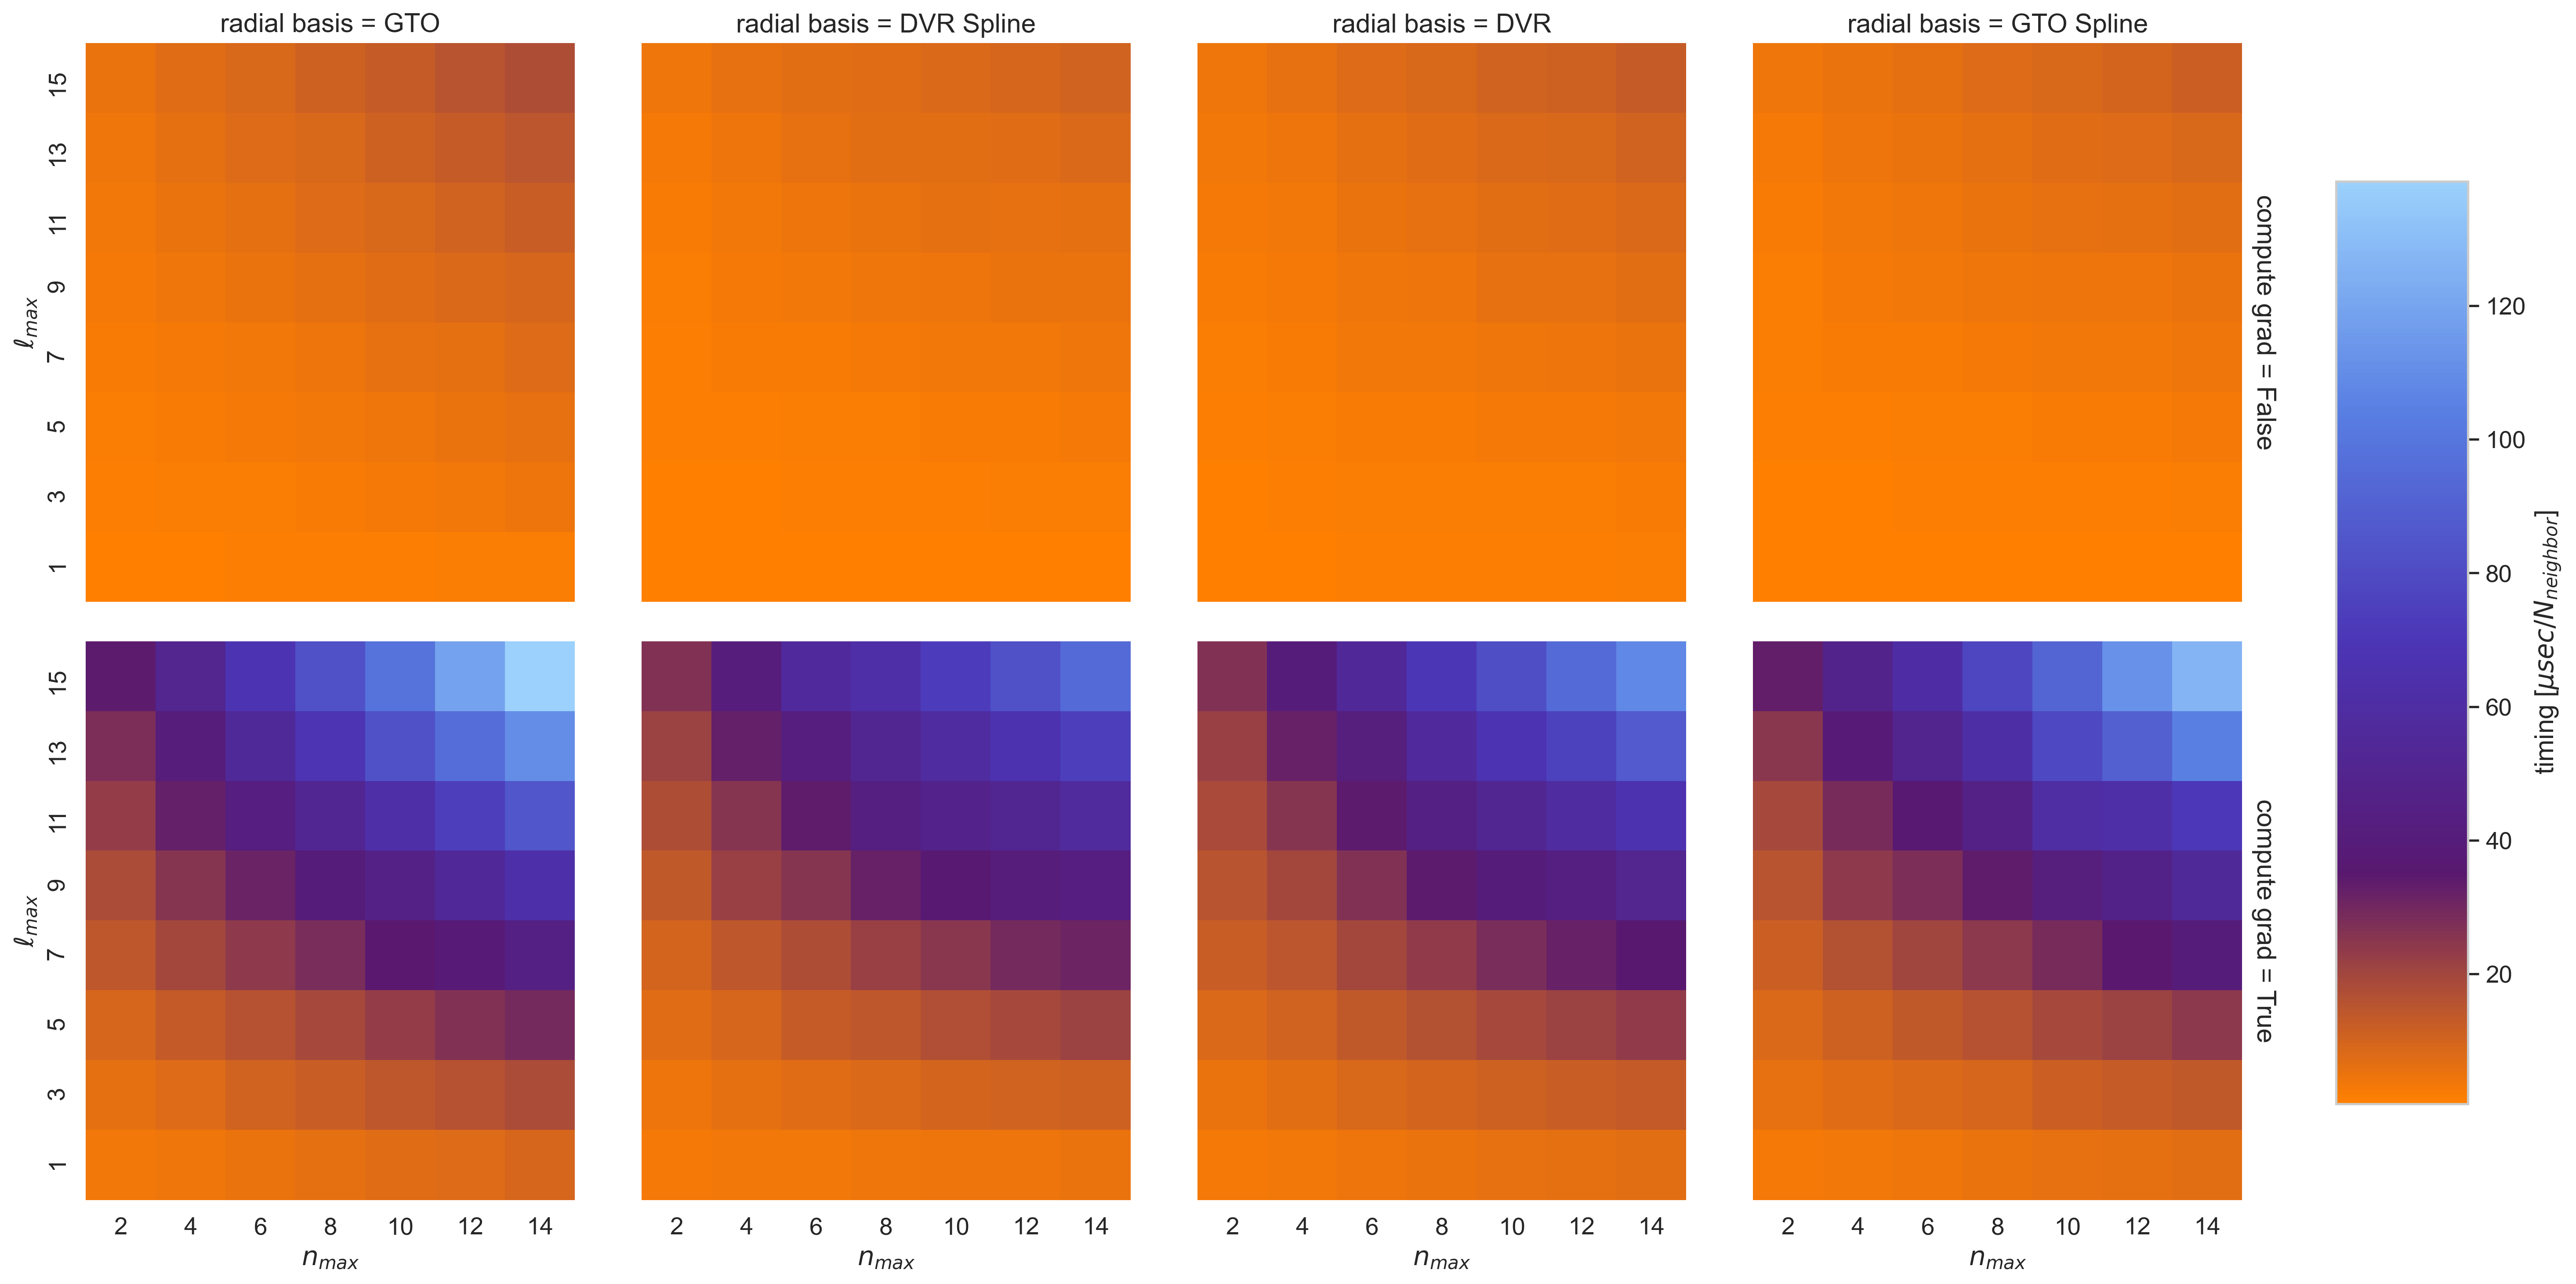 radial basis = GTO
radial basis = DVR Spline
radial basis = DVR
radial basis = GTO Spline
15
13
11
9
7
5
3
1
ℓmax
compute grad = False
15
13
11
9
7
5
3
1
ℓmax
compute grad = True
2 4 6 8 10 12 14
nmax
2 4 6 8 10 12 14
nmax
2 4 6 8 10 12 14
nmax
2 4 6 8 10 12 14
nmax
120
100
80
60
40
20
timing [μsec/Nneighbor]